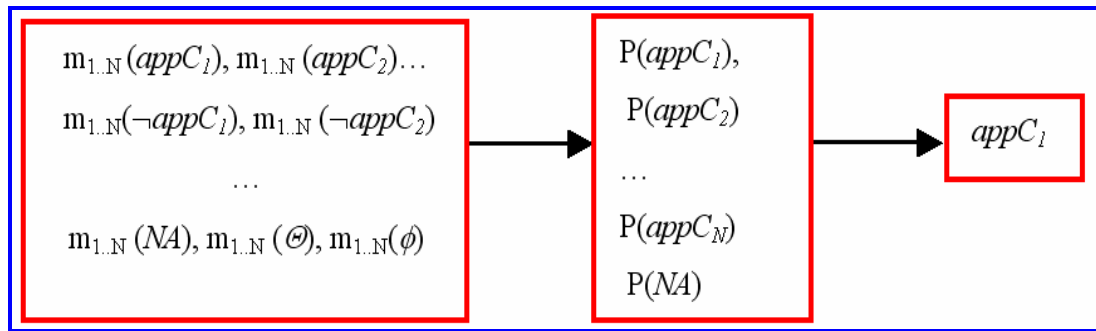 m1..N(appC1), m1..N (appC2)…
m1..N(¬appC1), m1..N (¬appC2)
…
m1..N (NA), m1..N (Θ), m1..N(ϕ)
P(appC1),
P(appC2)
…
P(appCN)
P(NA)
appC1